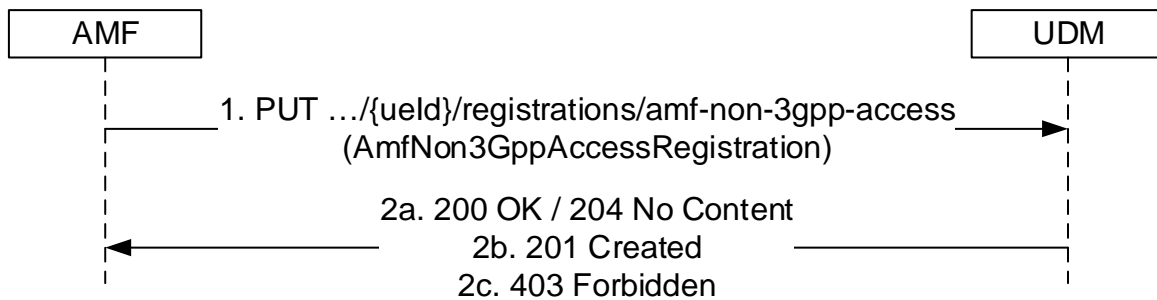 AMF
UDM
1. PUT …/{ueId}/registrations/amf-non-3gpp-access
(AmfNon3GppAccessRegistration)
2a. 200 OK / 204 No Content
2b. 201 Created
2c. 403 Forbidden